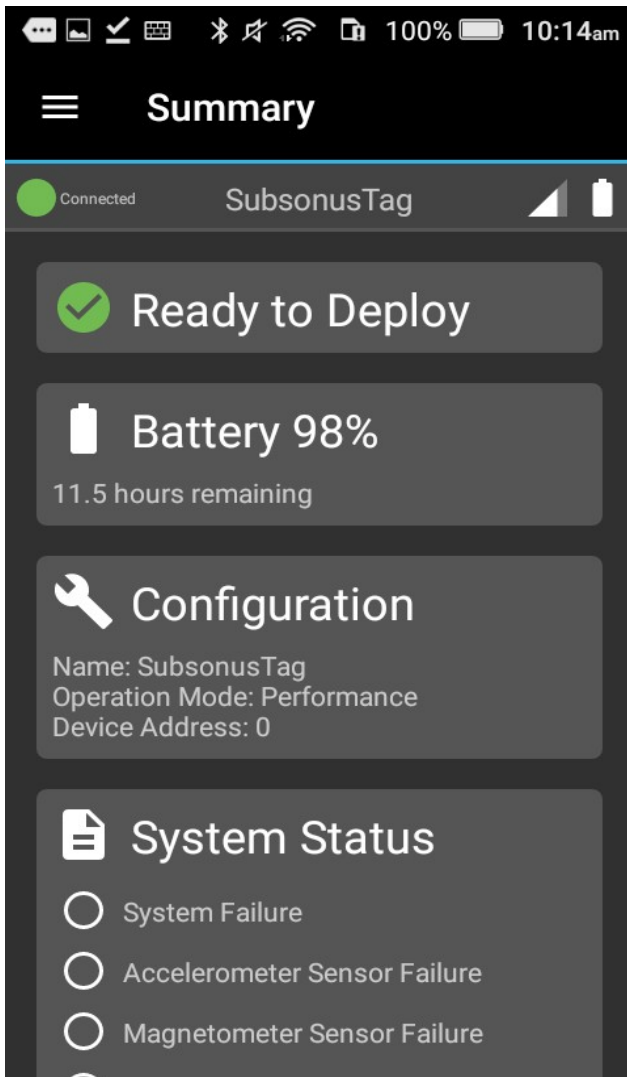 100% 10:14am
Summary
Connected SubsonusTag
Ready to Deploy
Battery 98%
11.5 hours remaining
Configuration
Name: SubsonusTag
Operation Mode: Performance
Device Address: 0
System Status
System Failure
Accelerometer Sensor Failure
Magnetometer Sensor Failure